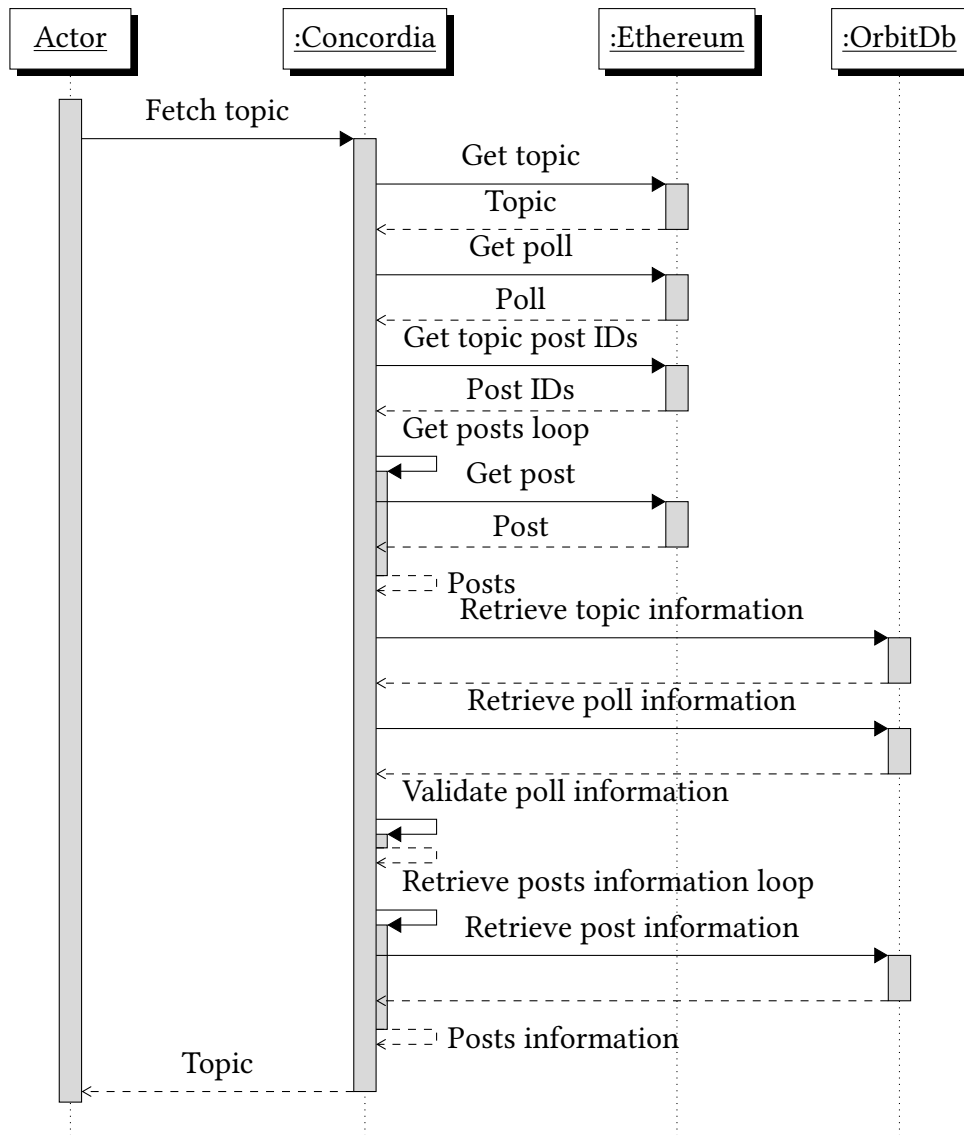 Actor
:Concordia
:Ethereum
:OrbitDb
Fetch topic
Get topic
Topic
Get poll
Poll
Get topic post IDs
Post IDs
Get posts loop
Get post
Post
Posts
Retrieve topic information
Retrieve poll information
Validate poll information
Retrieve posts information loop
Retrieve post information
Posts information
Topic